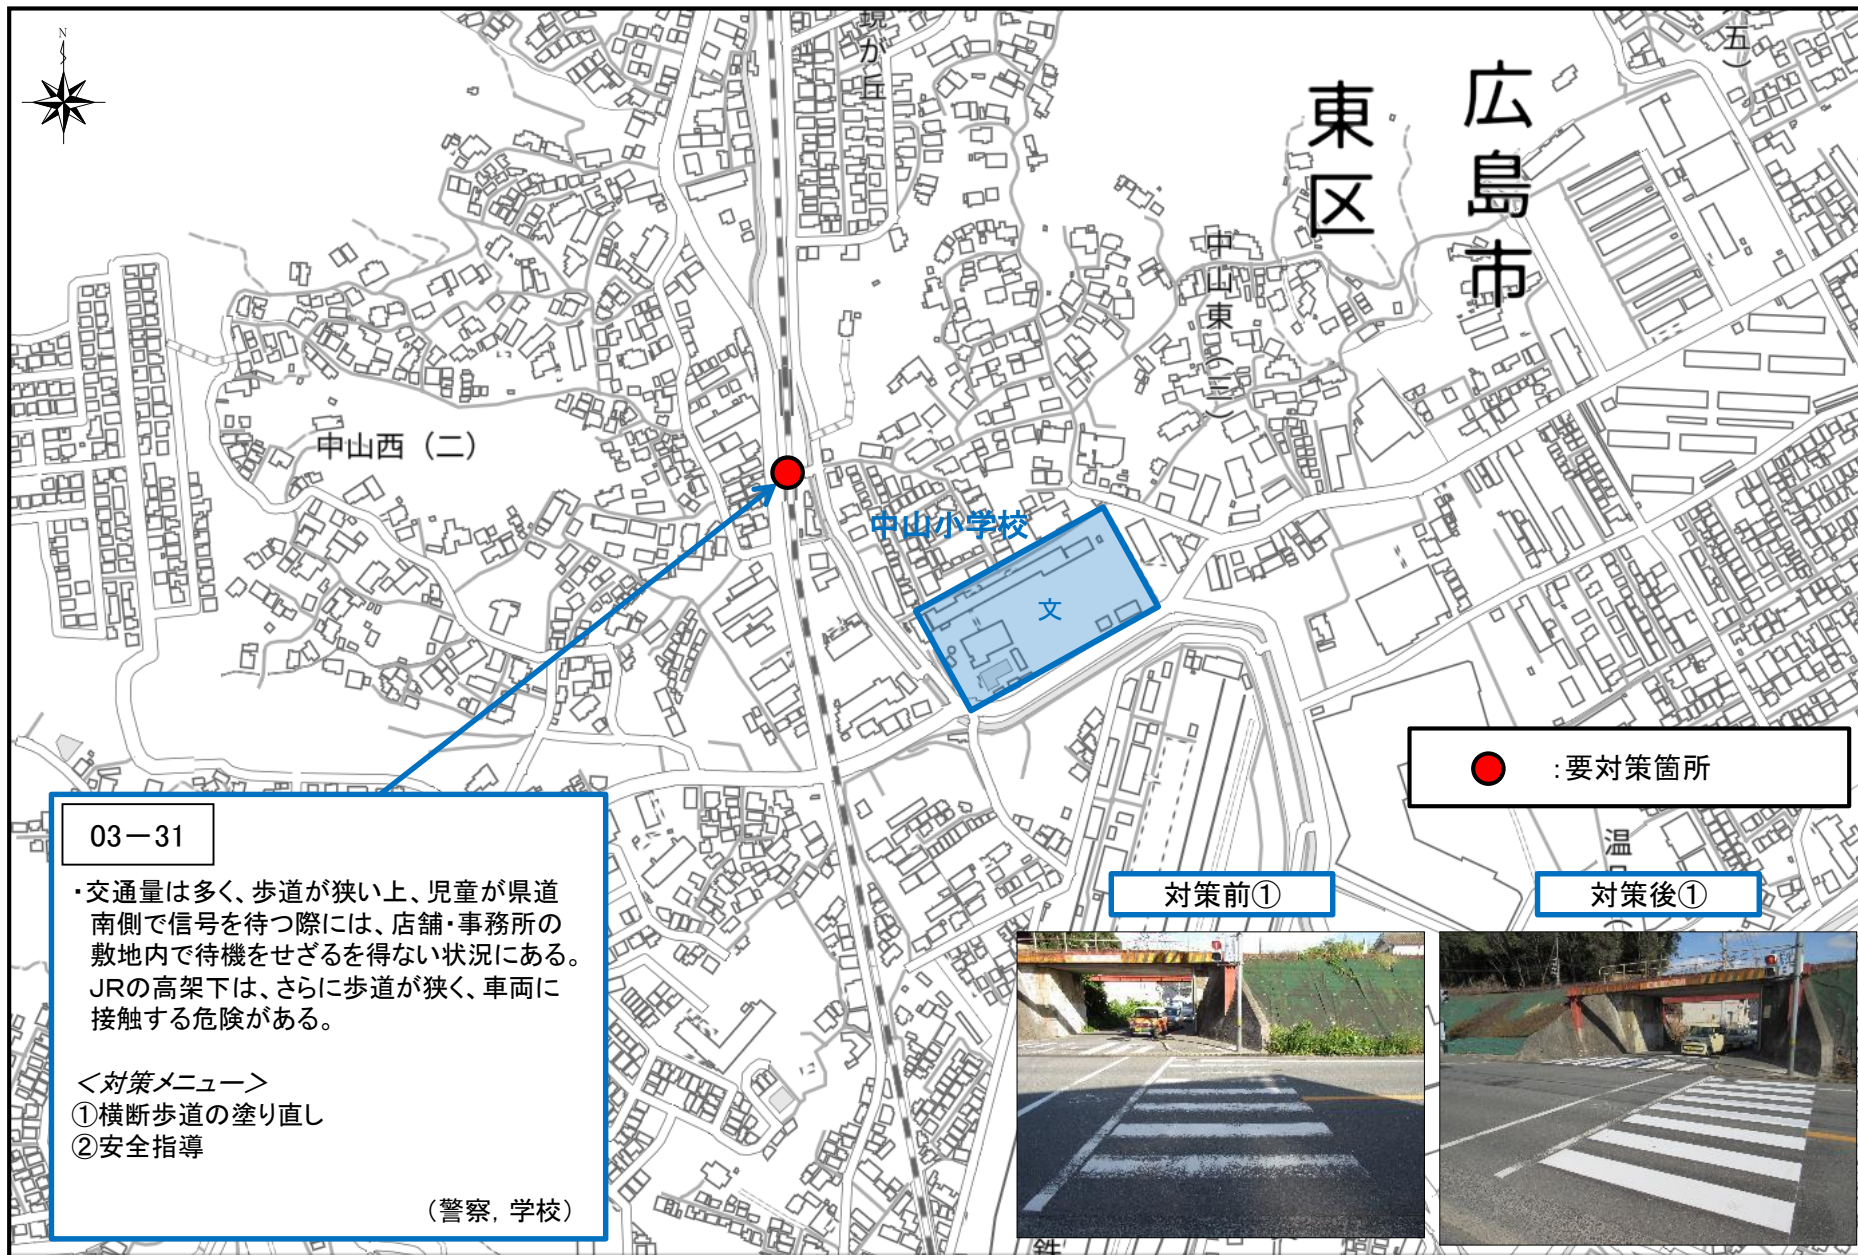 N
鏡が丘
五）
広島市
東区
中山東（三）
中山西（二）
中山小学校
文
：要対策箇所
温
03－31
・交通量は多く、歩道が狭い上、児童が県道
南側で信号を待つ際には、店舗・事務所の
敷地内で待機をせざるを得ない状況にある。
JRの高架下は、さらに歩道が狭く、車両に
接触する危険がある。
＜対策メニュー＞
①横断歩道の塗り直し
②安全指導
（警察，学校）
対策前①
対策後①
鉄